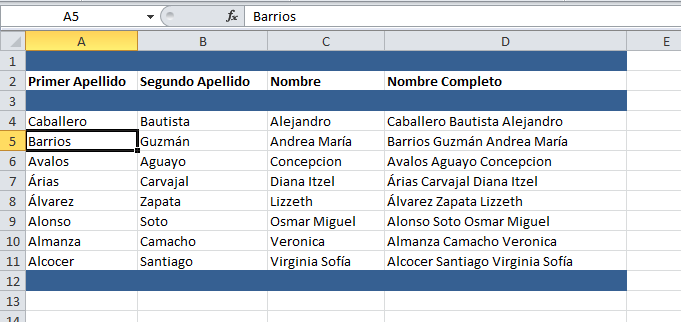 A5 fx Barrios
A B C D E
1
2 Primer Apellido Segundo Apellido Nombre Nombre Completo
3
4 Caballero Bautista Alejandro Caballero Bautista Alejandro
5 Barrios Guzmán Andrea María Barrios Guzmán Andrea María
6 Avalos Aguayo Concepcion Avalos Aguayo Concepcion
7 Árias Carvajal Diana Itzel Árias Carvajal Diana Itzel
8 Álvarez Zapata Lizzeth Álvarez Zapata Lizzeth
9 Alonso Soto Osmar Miguel Alonso Soto Osmar Miguel
10 Almanza Camacho Veronica Almanza Camacho Veronica
11 Alcocer Santiago Virginia Sofía Alcocer Santiago Virginia Sofía
12
13
14